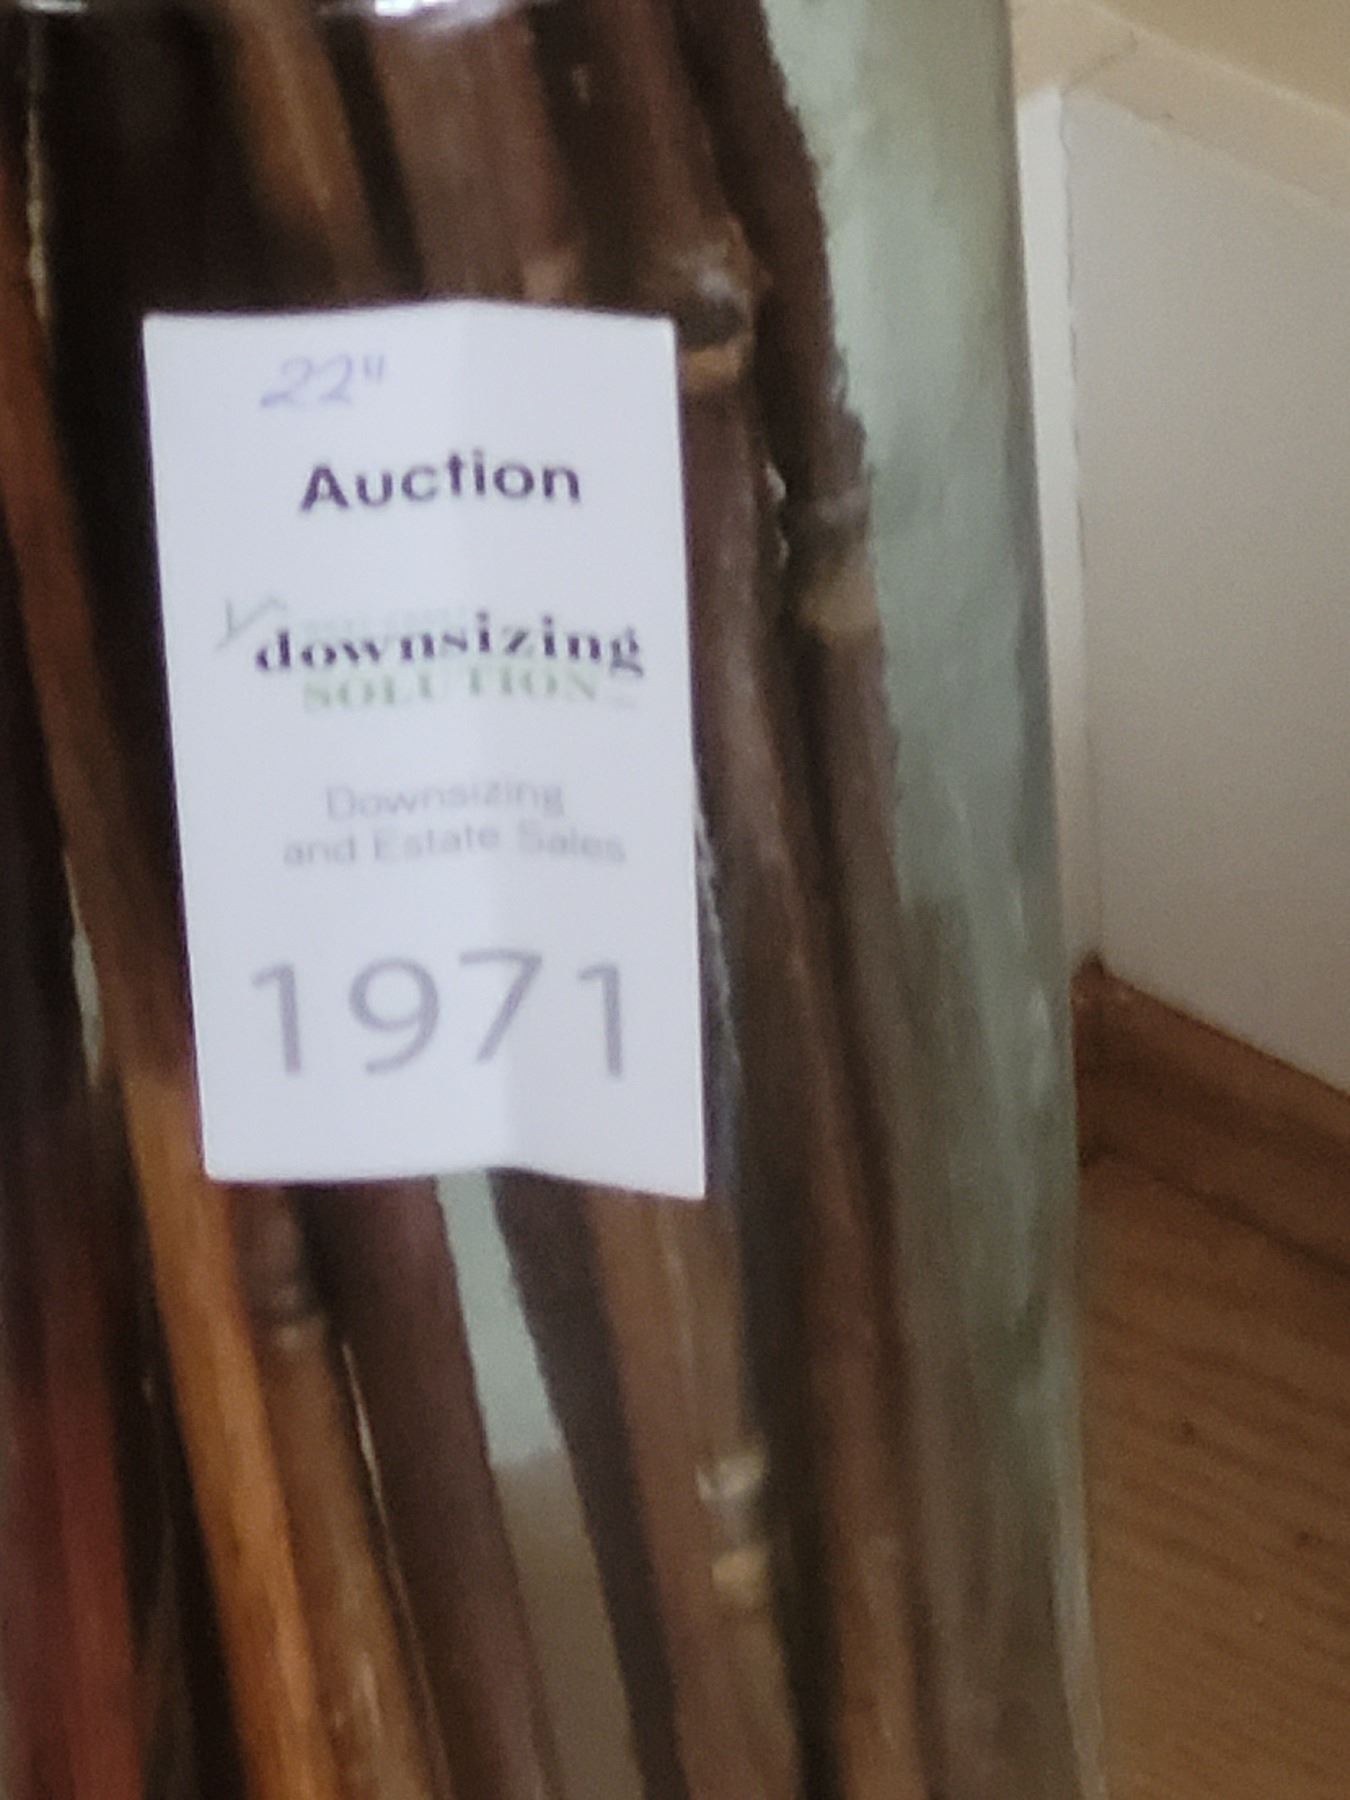 22"
Auction
downsizing
SOLUTION
Downsizing
and Estate Sales
1971